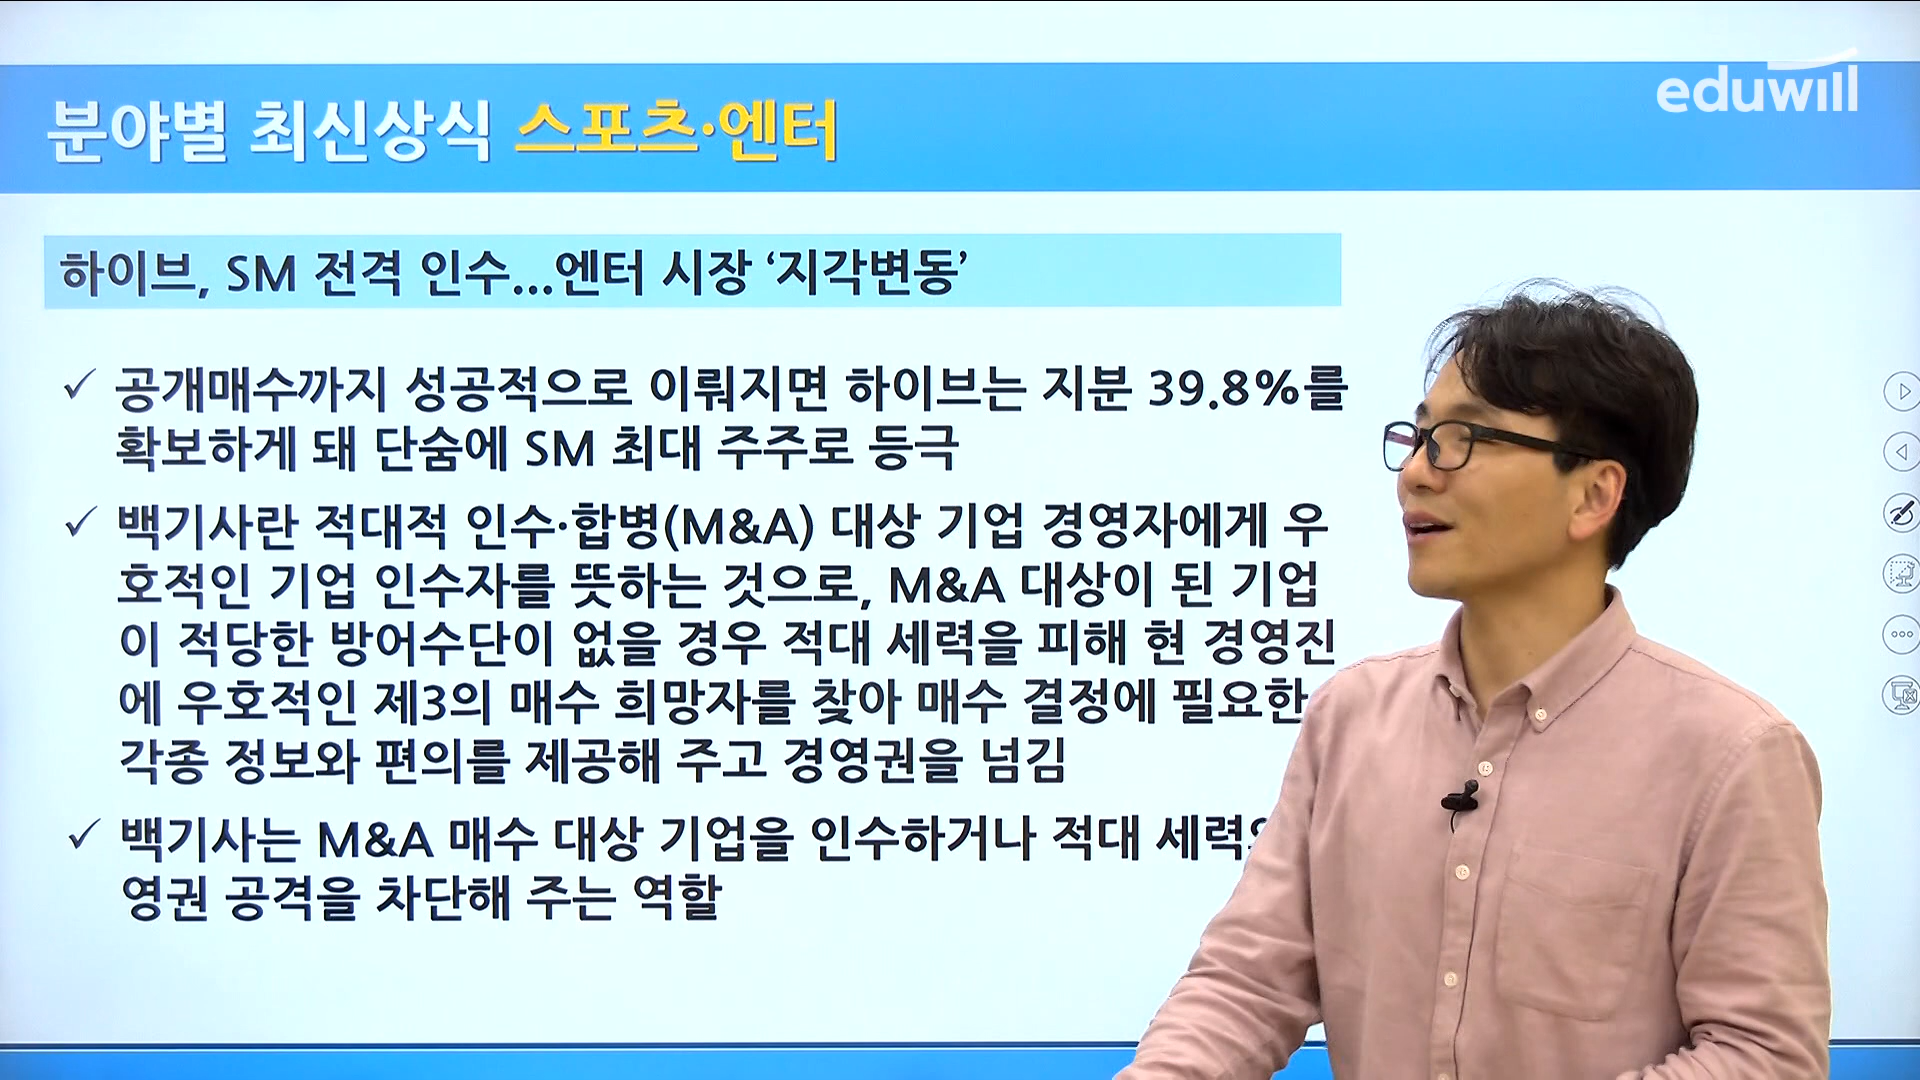 eduwill
분야별 최신상식 스포츠·엔터
하이브, SM 전격 인수...엔터 시장 ‘지각변동’
✓ 공개매수까지 성공적으로 이뤄지면 하이브는 지분 39.8%를
확보하게 돼 단숨에 SM 최대 주주로 등극
✓ 백기사란 적대적 인수·합병(M&A) 대상 기업 경영자에게 우
호적인 기업 인수자를 뜻하는 것으로, M&A 대상이 된 기업
이 적당한 방어수단이 없을 경우 적대 세력을 피해 현 경영진
에 우호적인 제3의 매수 희망자를 찾아 매수 결정에 필요한
각종 정보와 편의를 제공해 주고 경영권을 넘김
✓ 백기사는 M&A 매수 대상 기업을 인수하거나 적대
영권 공격을 차단해 주는 역할